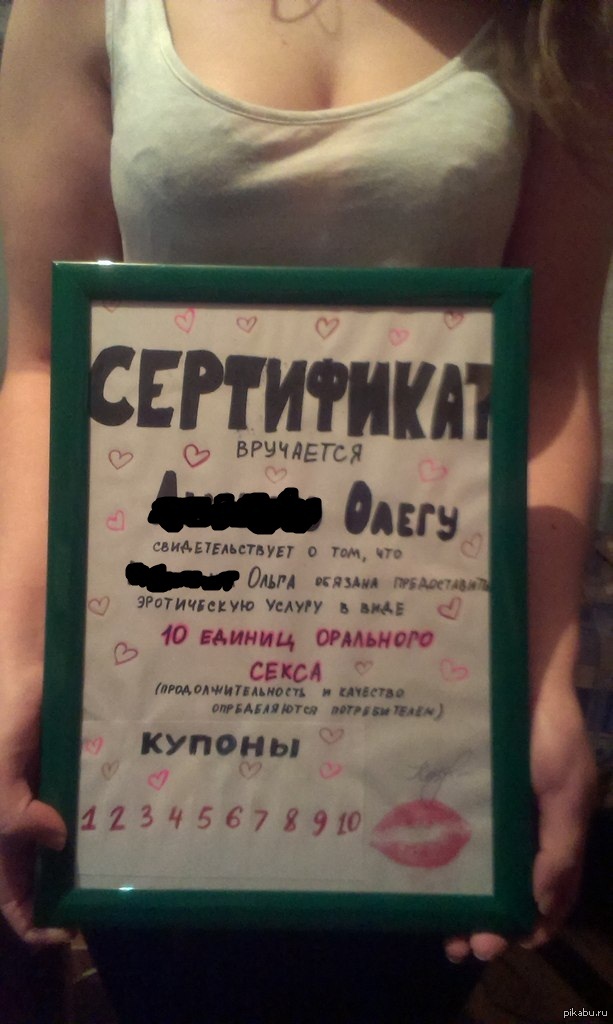 СЕРТИФИКАТ
ВРУЧАЕТСЯ
ОЛЕГУ
СВИДЕТЕЛЬСТВУЕТ О ТОМ, ЧТО
ОЛЬГА ОБЯЗАНА ПРЕДОСТАВИТЬ
ЭРОТИЧЕСКУЮ УСЛУГУ В ВИДЕ
10 ЕДИНИЦ ОРАЛЬНОГО
СЕКСА
(ПРОДОЛЖИТЕЛЬНОСТЬ И КАЧЕСТВО
ОПРЕДЕЛЯЮТСЯ ПОТРЕБИТЕЛЕМ)
КУПОНЫ
1 2 3 4 5 6 7 8 9 10
pikabu.ru